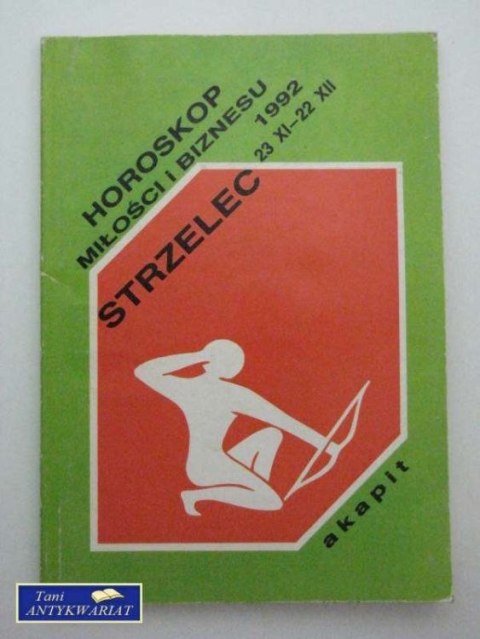 HOROSKOP
MIŁOŚCI i BIZNESU
1992
23 XI-22 XII
STRZELEC
akapit
Tani
ANTYKWARIAT